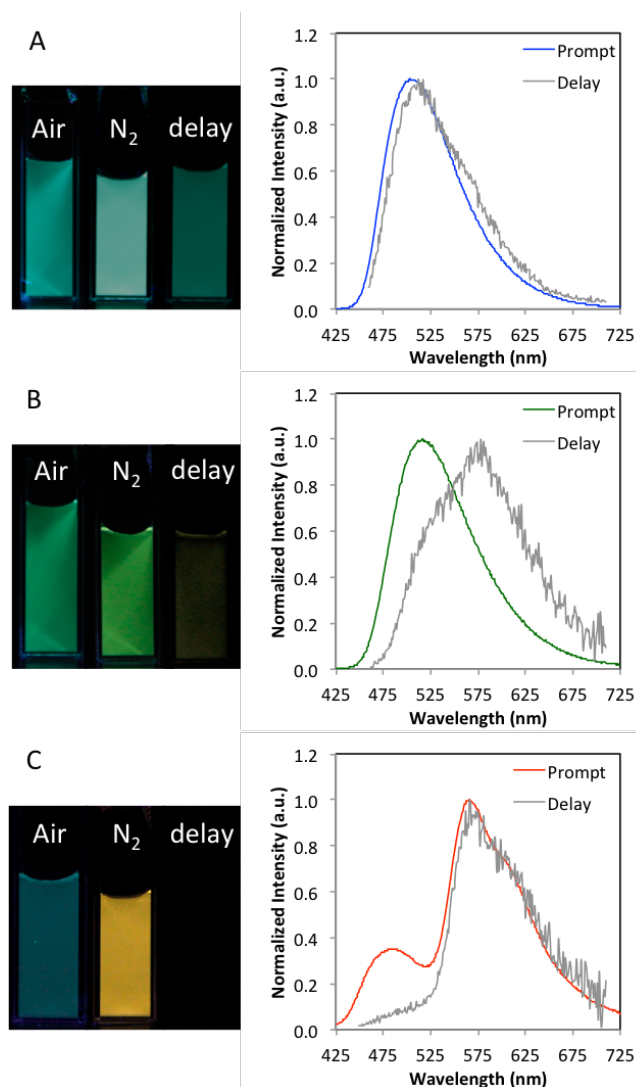 A
Air N₂ delay
Normalized Intensity (a.u.)
1.2
1.0
0.8
0.6
0.4
0.2
0.0
Prompt
Delay
425 475 525 575 625 675 725
Wavelength (nm)
B
Air N₂ delay
Normalized Intensity (a.u.)
1.2
1.0
0.8
0.6
0.4
0.2
0.0
Prompt
Delay
425 475 525 575 625 675 725
Wavelength (nm)
C
Air N₂ delay
Normalized Intensity (a.u.)
1.2
1.0
0.8
0.6
0.4
0.2
0.0
Prompt
Delay
425 475 525 575 625 675 725
Wavelength (nm)